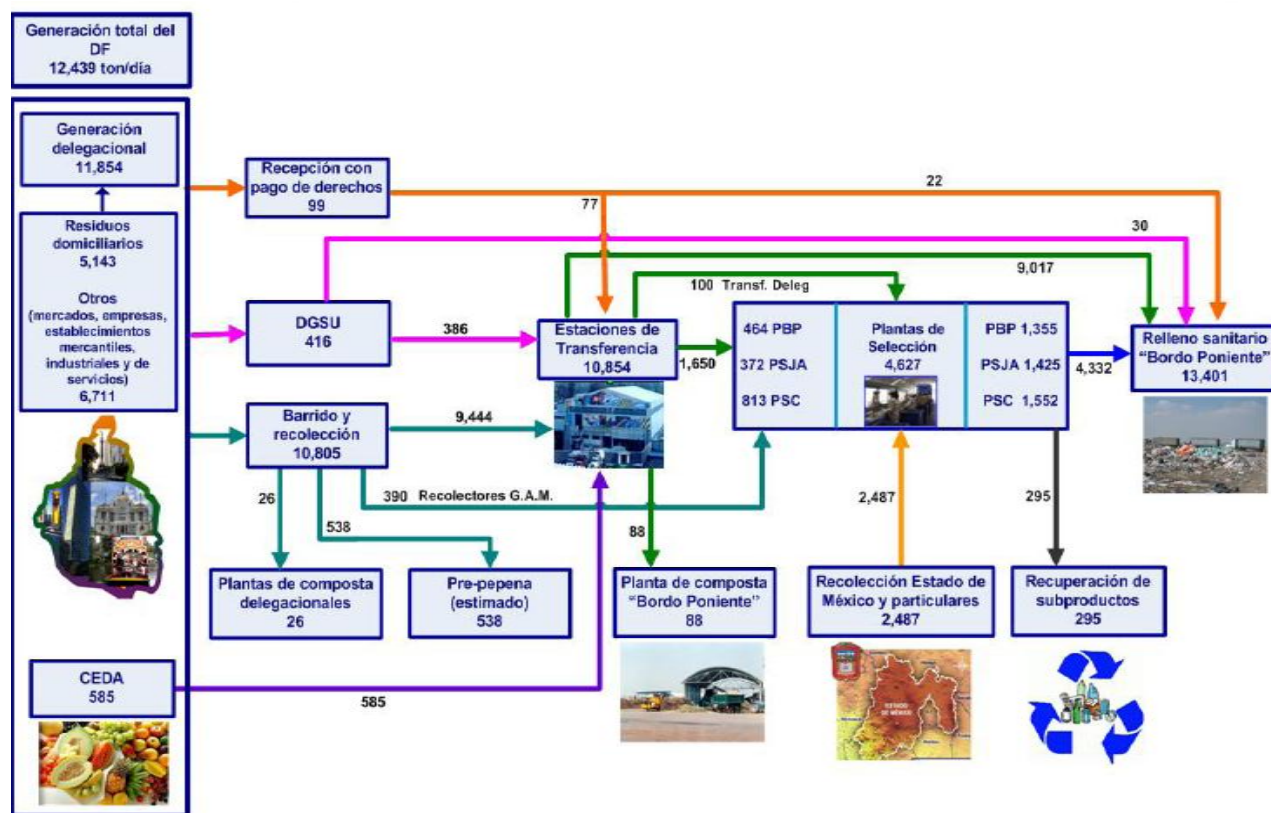 Generación total del
DF
12,439 ton/día
Generación
delegacional
11,854
Residuos
domiciliarios
5,143
Otros
(mercados, empresas,
establecimientos
mercantiles,
industriales y de
servicios)
6,711
CEDA
585
Recepción con
pago de derechos
99
22
77
30
DGSU
416
386
9,017
100 Transf. Deleg
Estaciones de
Transferencia
10,854
1,650
464 PBP
372 PSJA
813 PSC
Plantas de
Selección
4,627
PBP 1,355
PSJA 1,425
PSC 1,552
4,332
Relleno sanitario
“Bordo Poniente”
13,401
Barrido y
recolección
10,805
9,444
390 Recolectores G.A.M.
26
538
88
2,487
295
585
Plantas de composta
delegacionales
26
Pre-pepena
(estimado)
538
Planta de composta
“Bordo Poniente”
88
Recolección Estado de
México y particulares
2,487
Recuperación de
subproductos
295
ESTADO
DE MÉXICO